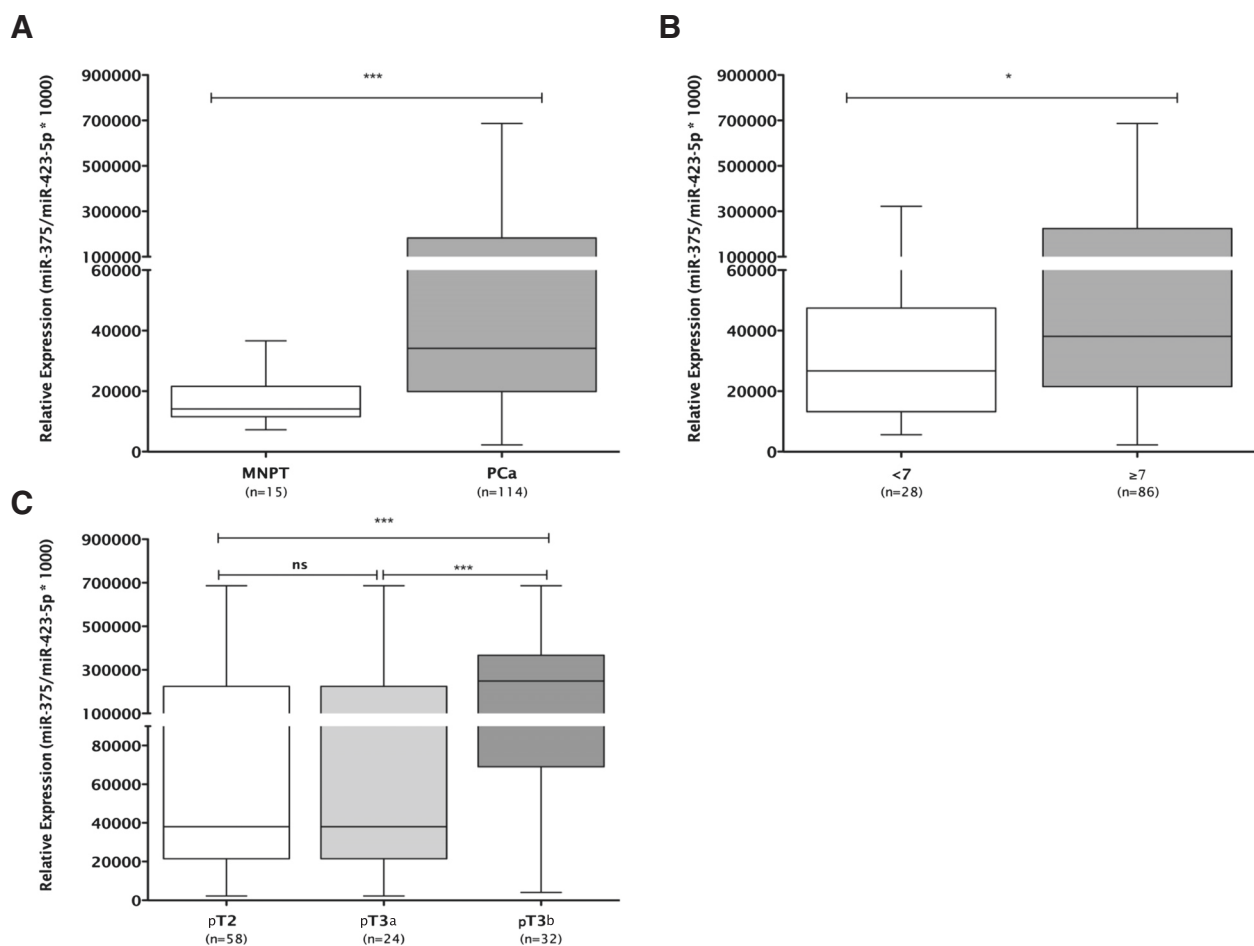 A
Relative Expression (miR-375/miR-423-5p * 1000)
900000
700000
500000
300000
100000
60000
40000
20000
0
***
MNPT
(n=15)
PCa
(n=114)
B
Relative Expression (miR-375/miR-423-5p * 1000)
900000
700000
500000
300000
100000
60000
40000
20000
0
*
<7
(n=28)
≥7
(n=86)
C
Relative Expression (miR-375/miR-423-5p * 1000)
900000
700000
500000
300000
100000
80000
60000
40000
20000
0
***
ns
***
pT2
(n=58)
pT3a
(n=24)
pT3b
(n=32)